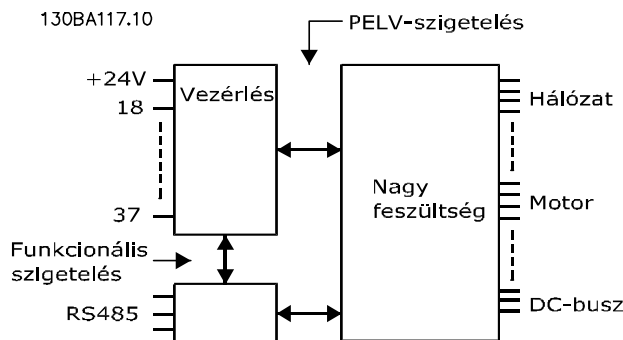 130BA117.10
PELV-szigetelés
+24V
18
37
Vezérlés
Nagy
feszültség
Hálózat
Motor
DC-busz
Funkcionális
szigetelés
RS485